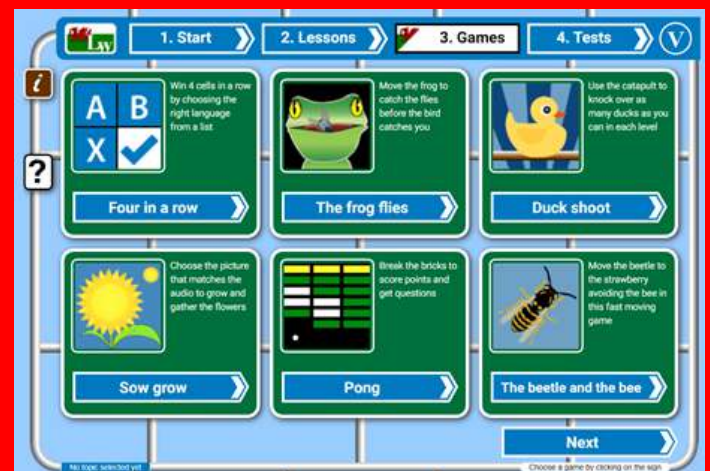 LW
1. Start
2. Lessons
3. Games
4. Tests
V
i
?
A B
X
Win 4 cells in a row
by choosing the
right language
from a list
Four in a row
Move the frog to
catch the flies
before the bird
catches you
The frog flies
Use the catapult to
knock over as
many ducks as you
can in each level
Duck shoot
Choose the picture
that matches the
audio to grow and
gather the flowers
Sow grow
Break the bricks to
score points and
get questions
Pong
Move the beetle to
the strawberry
avoiding the bee in
this fast moving
game
The beetle and the bee
Next
No topic selected yet
Choose a game by clicking on the sign